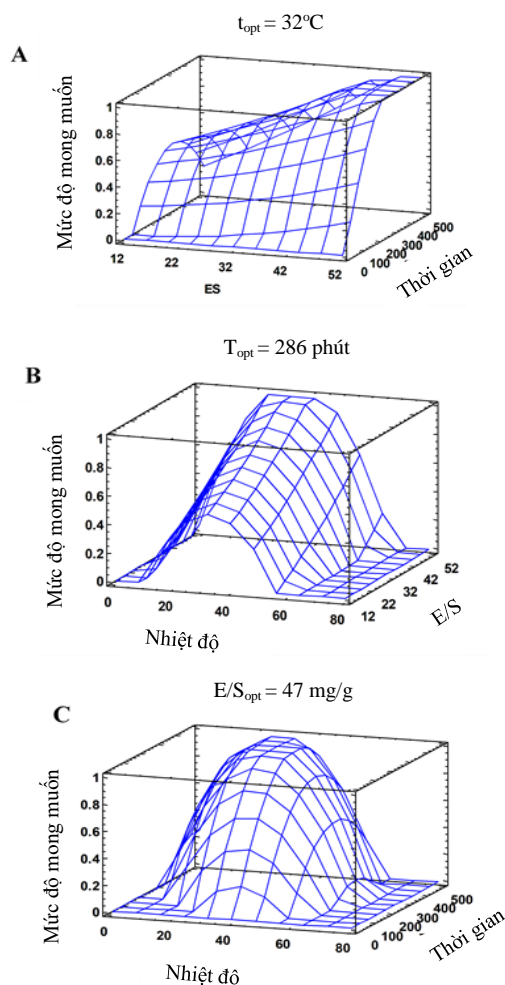 t_opt = 32°C
A
Mức độ mong muốn
1
0.8
0.6
0.4
0.2
0
12 22 32 42 52
ES
0 100 200 300 400 500
Thời gian
T_opt = 286 phút
B
Mức độ mong muốn
1
0.8
0.6
0.4
0.2
0
0 20 40 60 80
Nhiệt độ
12 22 32 42 52
E/S
E/S_opt = 47 mg/g
C
Mức độ mong muốn
1
0.8
0.6
0.4
0.2
0
0 20 40 60 80
Nhiệt đô
0 100 200 300 400 500
Thời gian